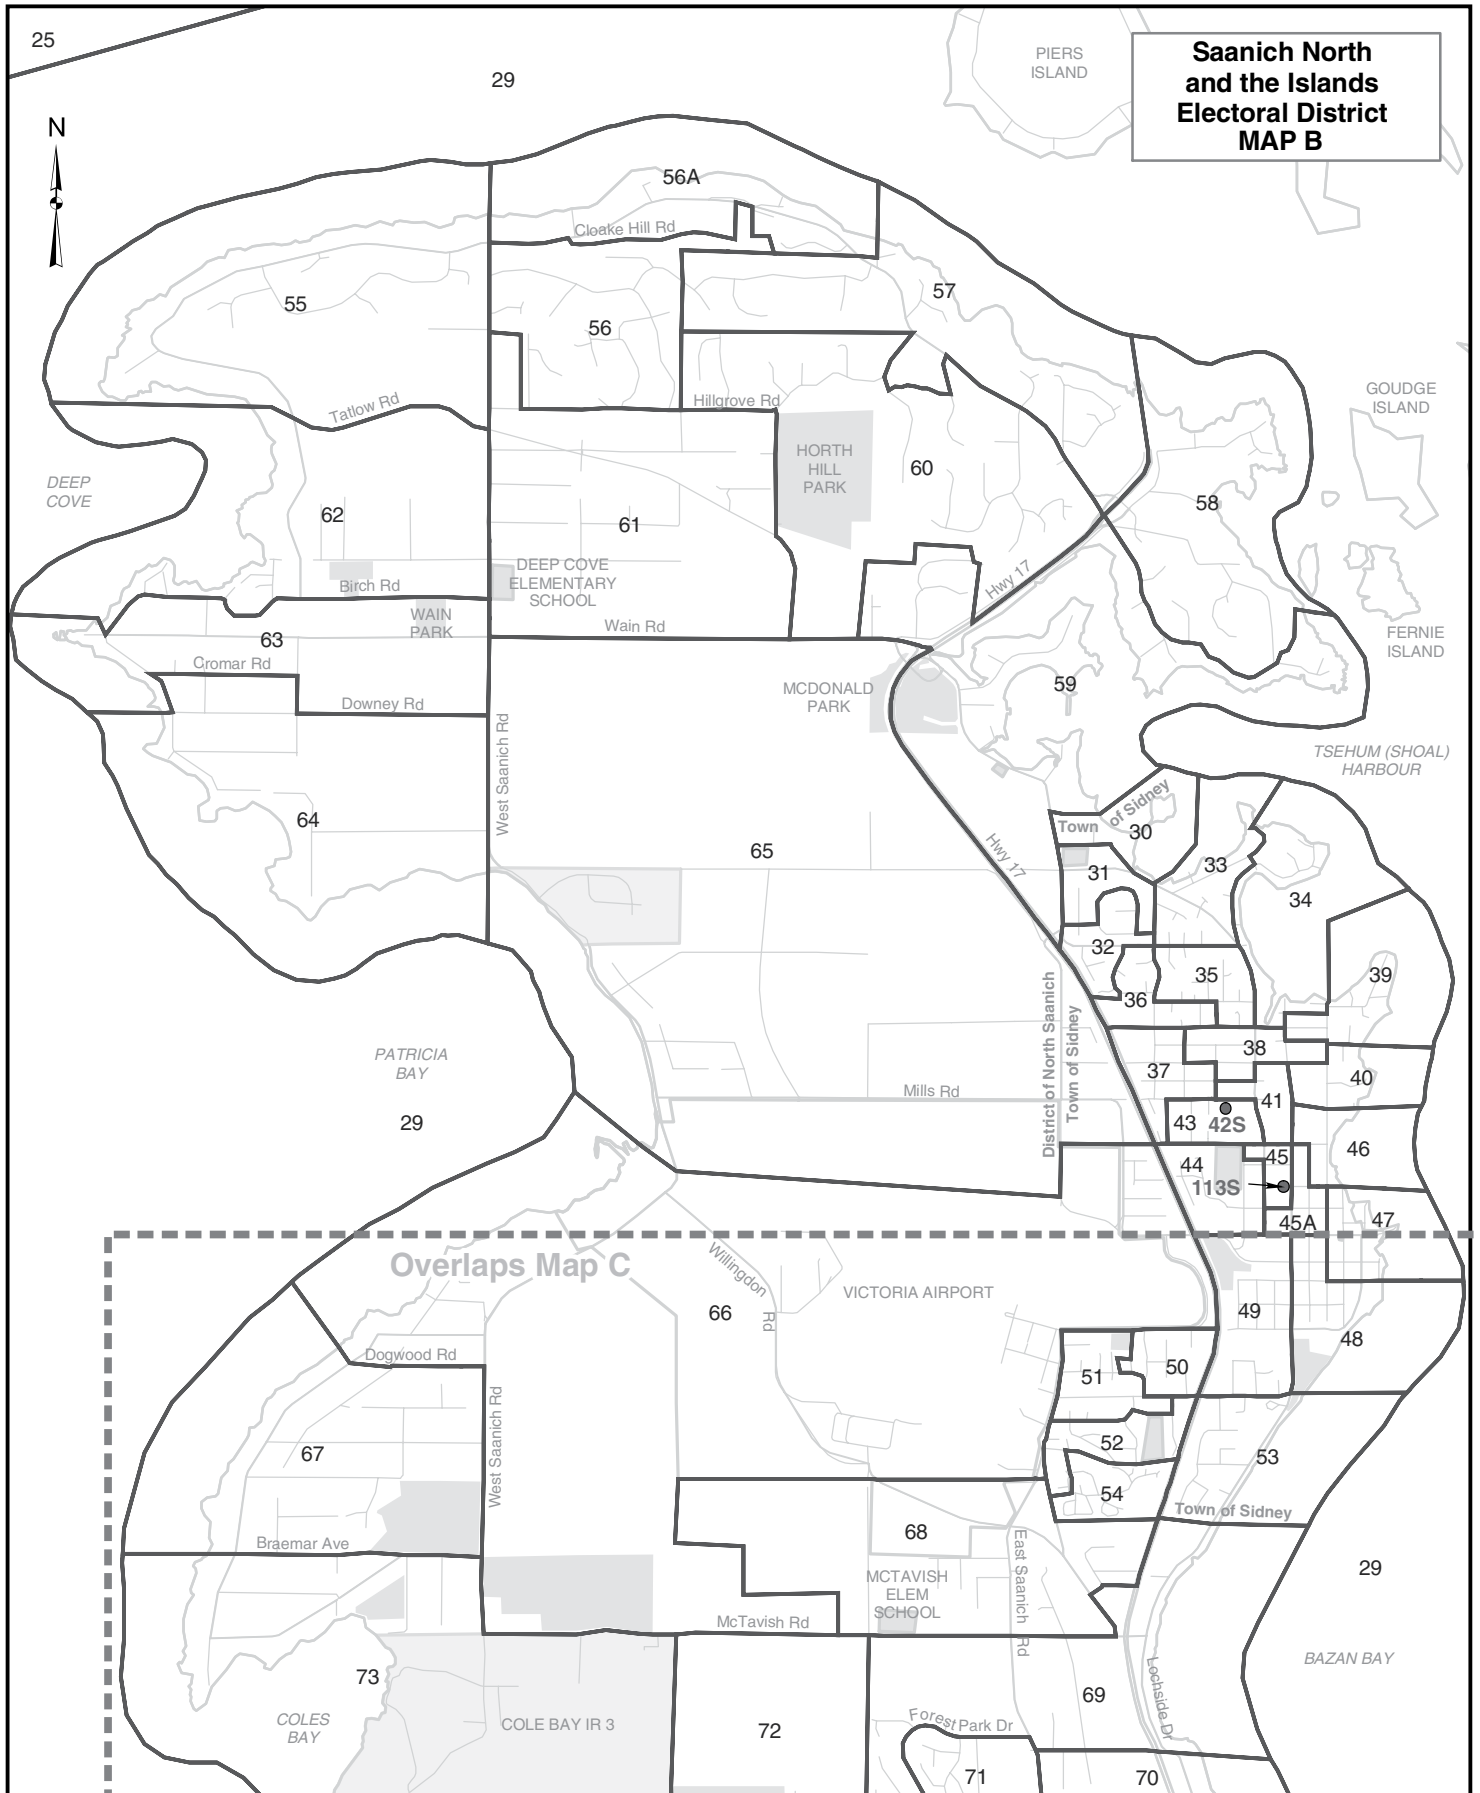 25
29
PIERS
ISLAND
Saanich North
and the Islands
Electoral District
MAP B
N
56A
Cloake Hill Rd
55
56
57
Tatlow Rd
Hillgrove Rd
GOUDGE
ISLAND
DEEP
COVE
HORTH
HILL
PARK
60
58
62
61
Birch Rd
DEEP COVE
ELEMENTARY
SCHOOL
Hwy 17
WAIN
PARK
63
Wain Rd
FERNIE
ISLAND
Cromar Rd
Downey Rd
MCDONALD
PARK
59
West Saanich Rd
TSEHUM (SHOAL)
HARBOUR
64
65
Hwy 17
Town of Sidney
30
31
33
34
32
35
36
39
District of North Saanich
Town of Sidney
PATRICIA
BAY
29
37
38
40
Mills Rd
41
43
42S
46
44
45
113S
45A
47
Overlaps Map C
Willingdon
Rd
66
VICTORIA AIRPORT
49
48
Dogwood Rd
51
50
West Saanich Rd
67
52
53
54
Town of Sidney
Braemar Ave
68
East Saanich Rd
29
MCTAVISH
ELEM
SCHOOL
McTavish Rd
73
BAZAN BAY
COLES
BAY
COLE BAY IR 3
72
69
Lochside Dr
Forest Park Dr
71
70